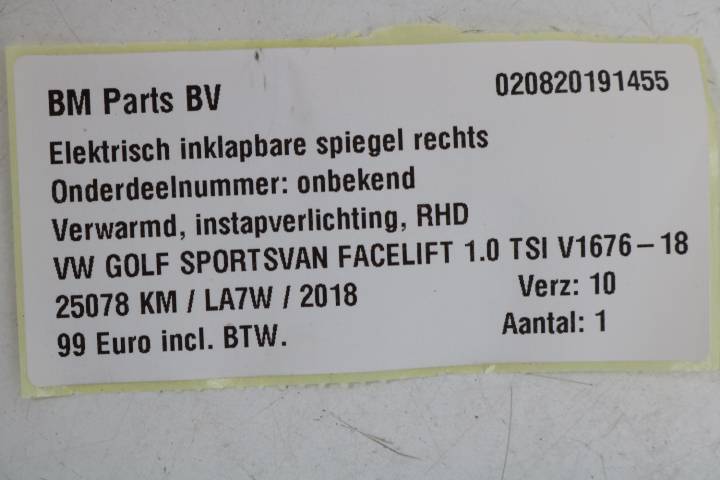 BM Parts BV 020820191455
Elektrisch inklapbare spiegel rechts
Onderdeelnummer: onbekend
Verwarmd, instapverlichting, RHD
VW GOLF SPORTSVAN FACELIFT 1.0 TSI V1676-18
25078 KM / LA7W / 2018 Verz: 10
99 Euro incl. BTW. Aantal: 1